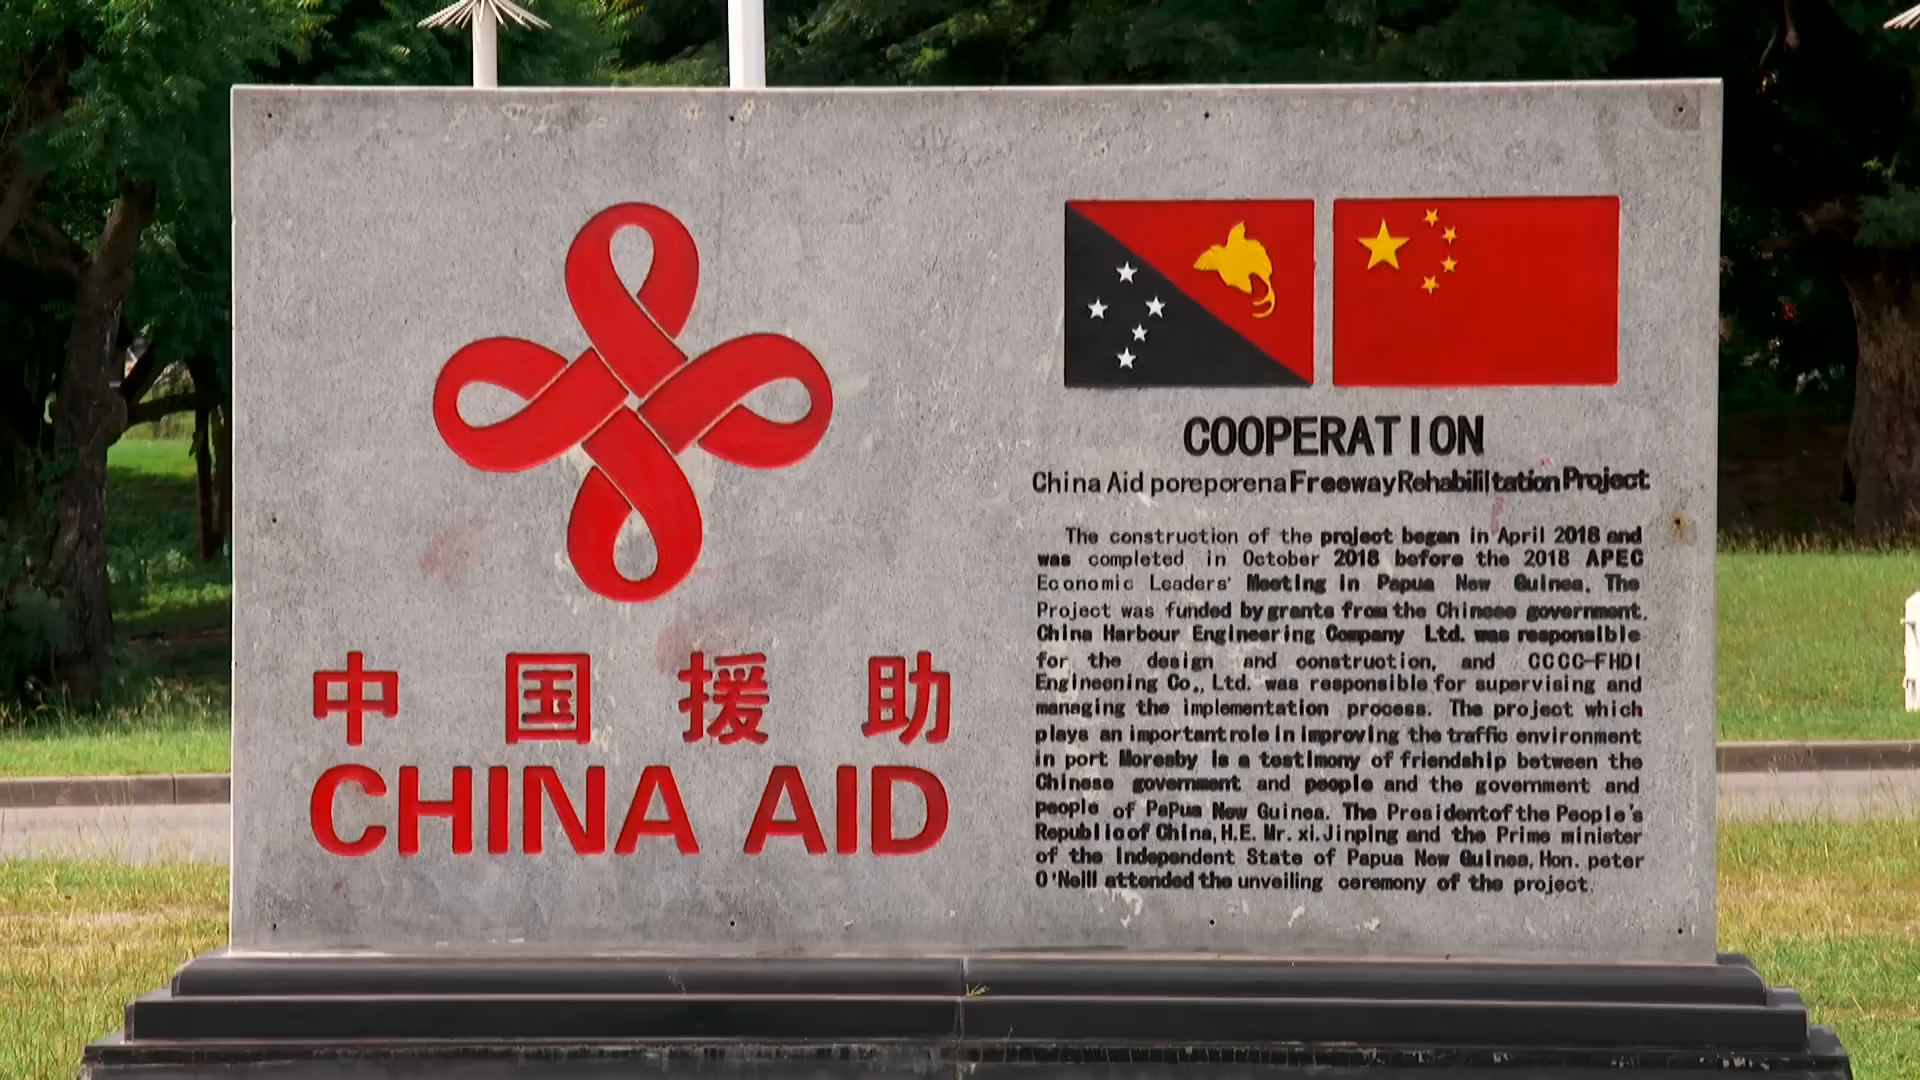 中国援助
CHINA AID
COOPERATION
China Aid poreporena Freeway Rehabililtation Project
The construction of the project began in April 2018 and
was completed in October 2018 before the 2018 APEC
Economic Leaders' Meeting in Papua New Guinea. The
Project was funded by grants from the Chinese government.
China Harbour Engineering Company Ltd. was responsible
for the design and construction, and CCCC-FHDI
Engineening Co., Ltd. was responsible for supervising and
managing the implementation process. The project which
plays an important role in improving the traffic environment
in port Moresby is a testimony of friendship between the
Chinese government and people and the government and
people of PaPua New Guinea. The President of the People's
Republic of China, H.E. Mr. xi.Jinping and the Prime minister
of the Independent State of Papua New Guinea, Hon. peter
O'Neill attended the unveiling ceremony of the project.